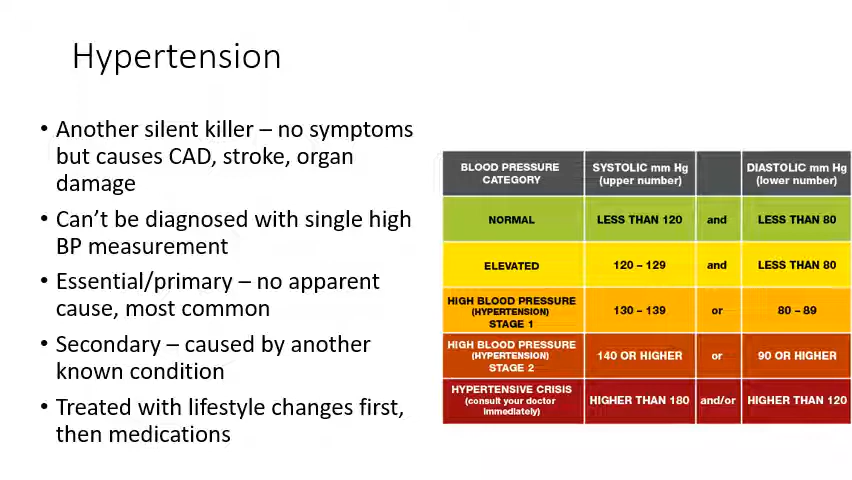 Hypertension
• Another silent killer – no symptoms
but causes CAD, stroke, organ
damage
• Can't be diagnosed with single high
BP measurement
• Essential/primary – no apparent
cause, most common
• Secondary – caused by another
known condition
• Treated with lifestyle changes first,
then medications
BLOOD PRESSURE
CATEGORY
SYSTOLIC mm Hg
(upper number)
DIASTOLIC mm Hg
(lower number)
NORMAL
LESS THAN 120
and
LESS THAN 80
ELEVATED
120 – 129
and
LESS THAN 80
HIGH BLOOD PRESSURE
(HYPERTENSION)
STAGE 1
130 – 139
or
80 – 89
HIGH BLOOD PRESSURE
(HYPERTENSION)
STAGE 2
140 OR HIGHER
or
90 OR HIGHER
HYPERTENSIVE CRISIS
(consult your doctor
immediately)
HIGHER THAN 180
and/or
HIGHER THAN 120